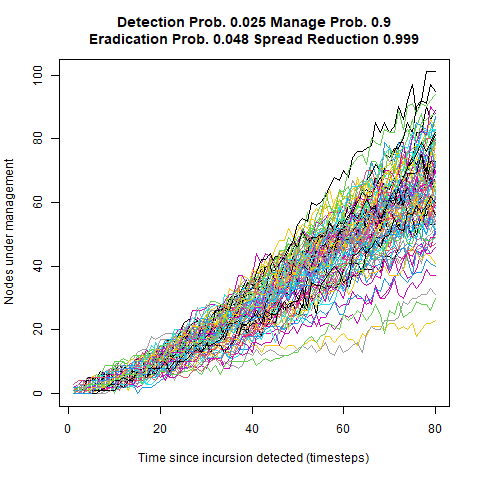 Detection Prob. 0.025 Manage Prob. 0.9
Eradication Prob. 0.048 Spread Reduction 0.999
Nodes under management
100
80
60
40
20
0
0 20 40 60 80
Time since incursion detected (timesteps)